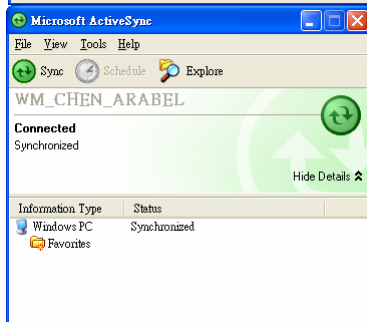 Microsoft ActiveSync
File View Tools Help
Sync Schedule Explore
WM_CHEN_ARABEL
Connected
Synchronized
Hide Details
Information Type Status
Windows PC Synchronized
Favorites